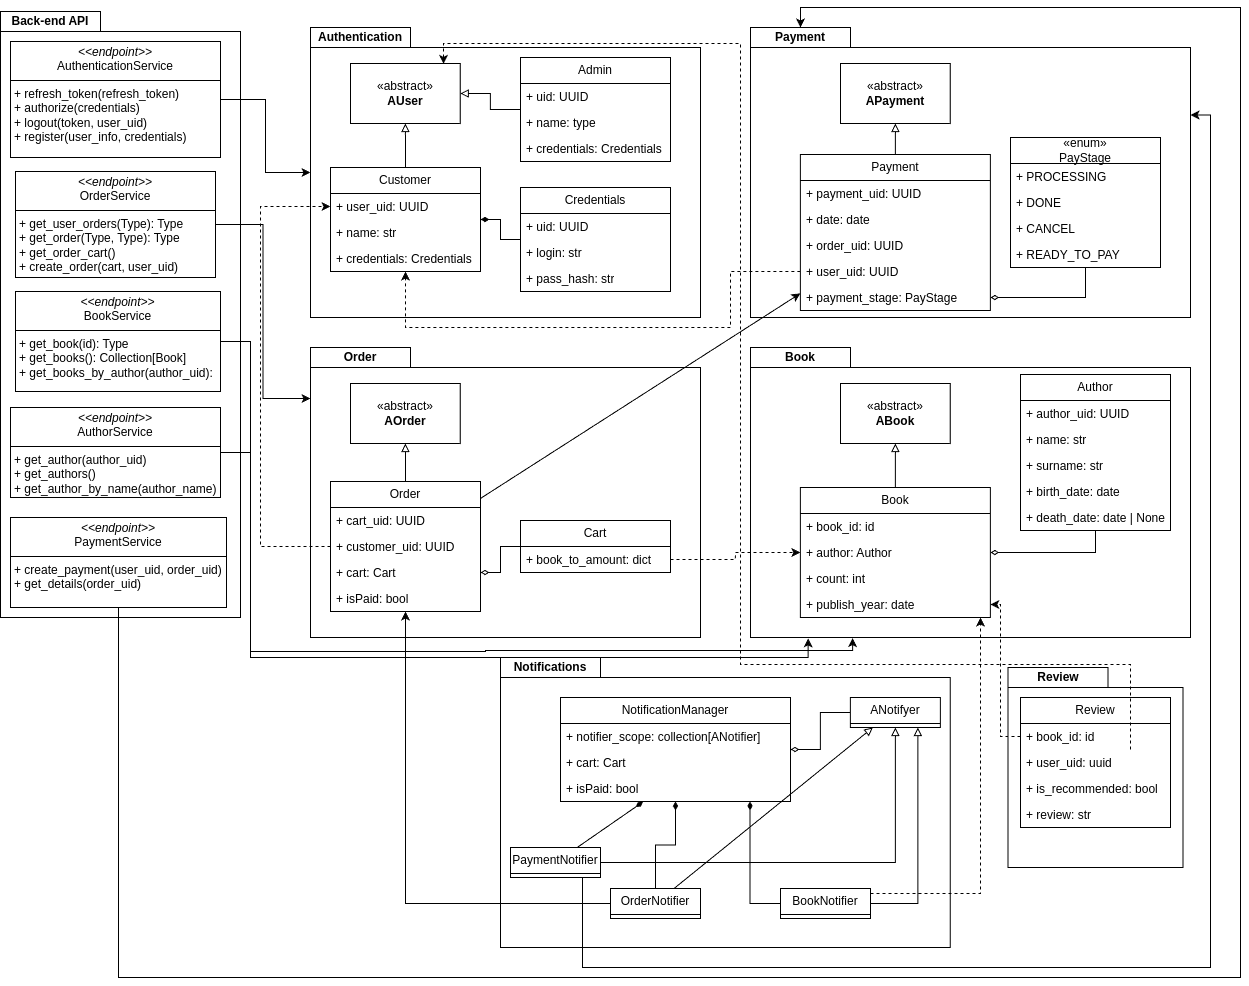 Back-end API
<<endpoint>>
AuthenticationService
+ refresh_token(refresh_token)
+ authorize(credentials)
+ logout(token, user_uid)
+ register(user_info, credentials)
<<endpoint>>
OrderService
+ get_user_orders(Type): Type
+ get_order(Type, Type): Type
+ get_order_cart()
+ create_order(cart, user_uid)
<<endpoint>>
BookService
+ get_book(id): Type
+ get_books(): Collection[Book]
+ get_books_by_author(author_uid):
<<endpoint>>
AuthorService
+ get_author(author_uid)
+ get_authors()
+ get_author_by_name(author_name)
<<endpoint>>
PaymentService
+ create_payment(user_uid, order_uid)
+ get_details(order_uid)
Authentication
«abstract»
AUser
Admin
+ uid: UUID
+ name: type
+ credentials: Credentials
Customer
+ user_uid: UUID
+ name: str
+ credentials: Credentials
Credentials
+ uid: UUID
+ login: str
+ pass_hash: str
Payment
«abstract»
APayment
Payment
+ payment_uid: UUID
+ date: date
+ order_uid: UUID
+ user_uid: UUID
+ payment_stage: PayStage
«enum»
PayStage
+ PROCESSING
+ DONE
+ CANCEL
+ READY_TO_PAY
Order
«abstract»
AOrder
Order
+ cart_uid: UUID
+ customer_uid: UUID
+ cart: Cart
+ isPaid: bool
Cart
+ book_to_amount: dict
Book
«abstract»
ABook
Book
+ book_id: id
+ author: Author
+ count: int
+ publish_year: date
Author
+ author_uid: UUID
+ name: str
+ surname: str
+ birth_date: date
+ death_date: date | None
Notifications
NotificationManager
+ notifier_scope: collection[ANotifier]
+ cart: Cart
+ isPaid: bool
ANotifyer
PaymentNotifier
OrderNotifier
BookNotifier
Review
Review
+ book_id: id
+ user_uid: uuid
+ is_recommended: bool
+ review: str